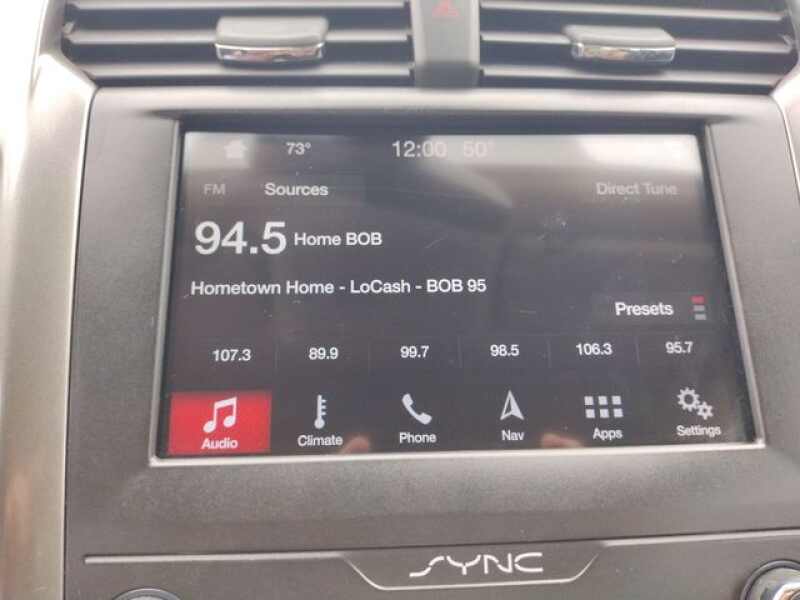 73° 12:00 50°
FM Sources Direct Tune
94.5 Home BOB
Hometown Home - LoCash - BOB 95
Presets
107.3 89.9 99.7 98.5 106.3 95.7
Audio Climate Phone Nav Apps Settings
SYNC